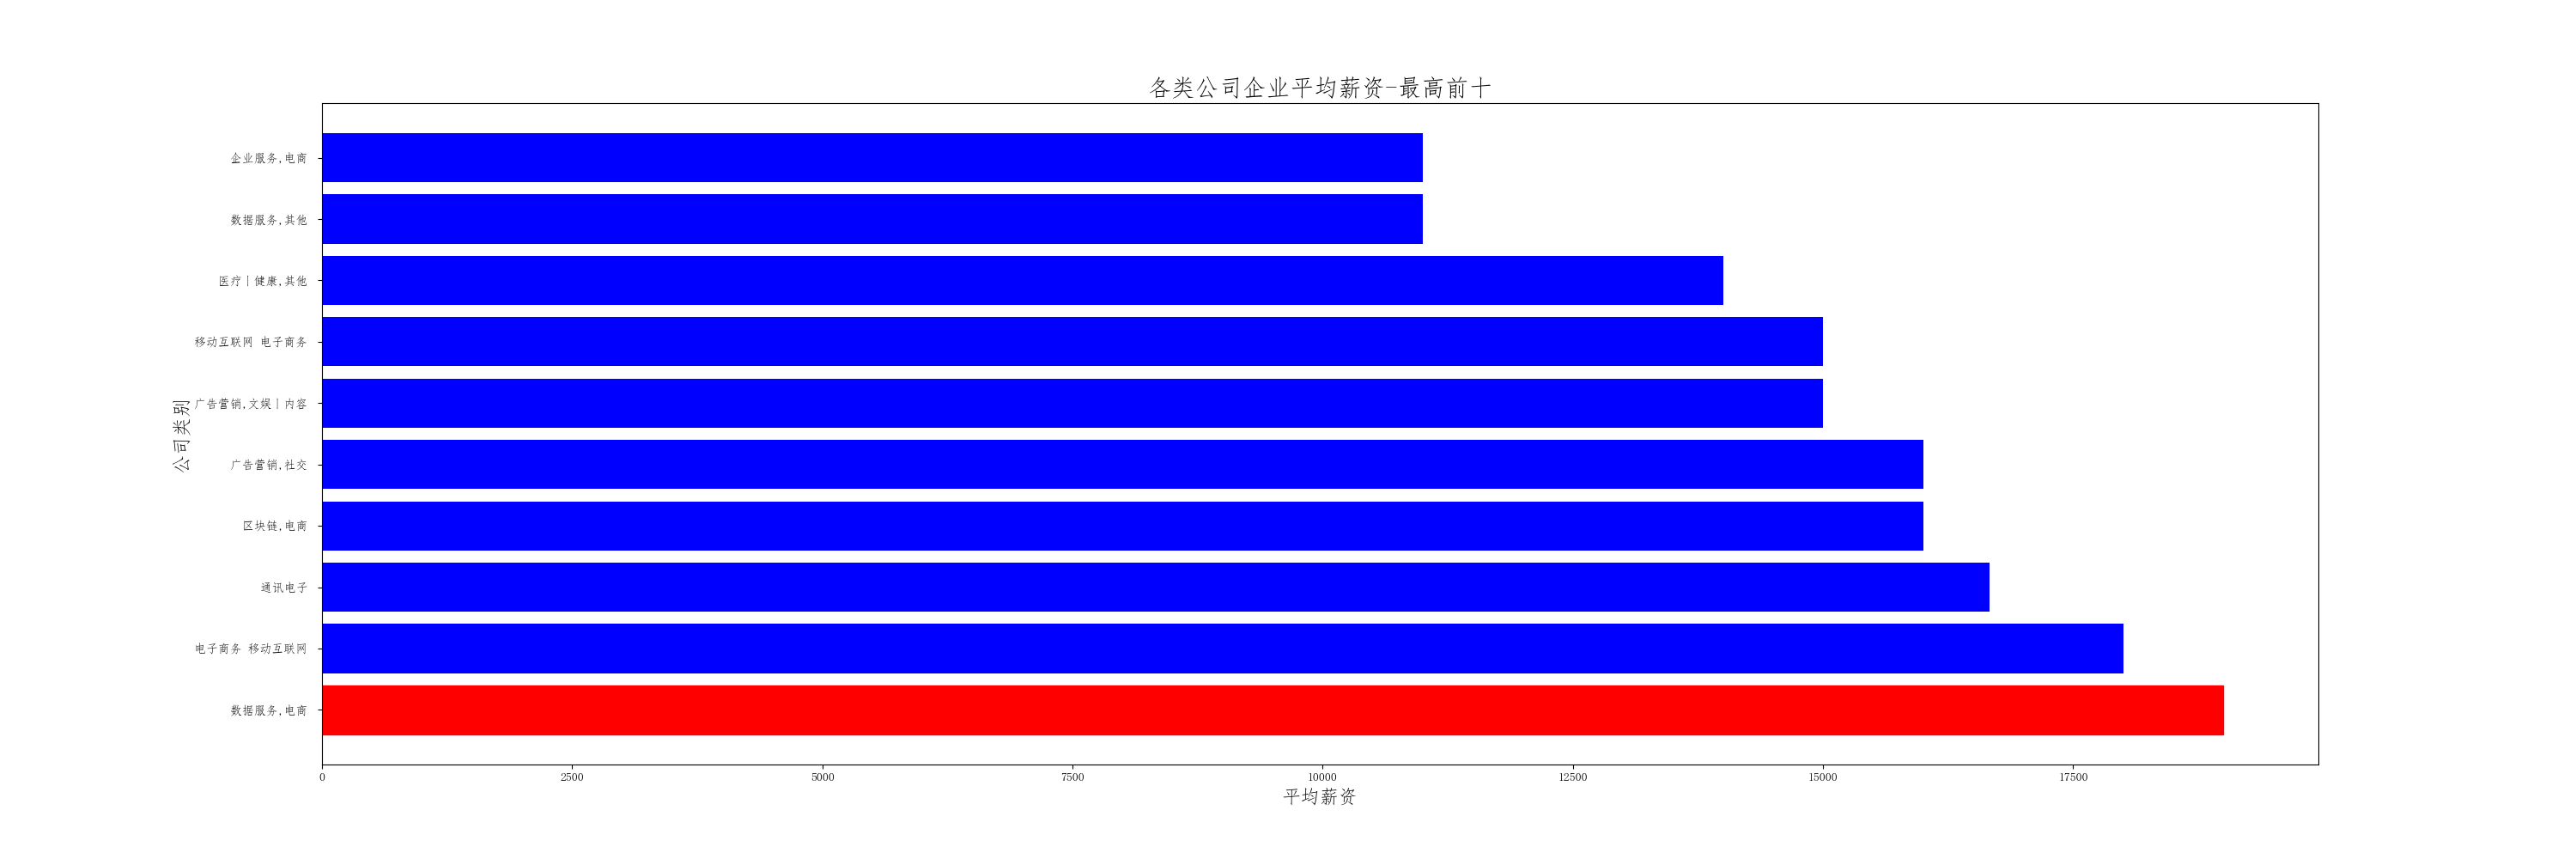 各类公司企业平均薪资-最高前十
企业服务,电商
数据服务,其他
医疗丨健康,其他
移动互联网 电子商务
广告营销,文娱丨内容
公司类别
广告营销,社交
区块链,电商
通讯电子
电子商务 移动互联网
数据服务,电商
0 2500 5000 7500 10000 12500 15000 17500
平均薪资